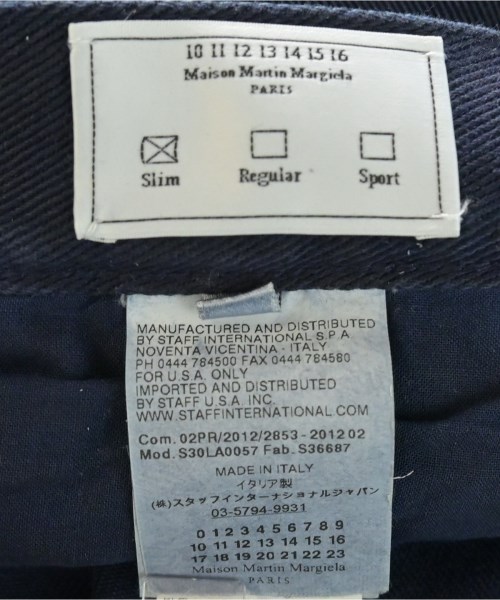 10 11 12 13 14 15 16
Maison Martin Margiela
PARIS
Slim Regular Sport
MANUFACTURED AND DISTRIBUTED
BY STAFF INTERNATIONAL S.P.A.
NOVENTA VICENTINA - ITALY
PH 0444 784500 FAX 0444 784580
FOR U.S.A. ONLY
IMPORTED AND DISTRIBUTED
BY STAFF U.S.A. INC.
WWW.STAFFINTERNATIONAL.COM
Com. 02PR/2012/2853 - 2012 02
Mod. S30LA0057 Fab. S36687
MADE IN ITALY
イタリア製
(株)スタッフインターナショナルジャパン
03-5794-9931
0 1 2 3 4 5 6 7 8 9
10 11 12 13 14 15 16
17 18 19 20 21 22 23
Maison Martin Margiela
PARIS